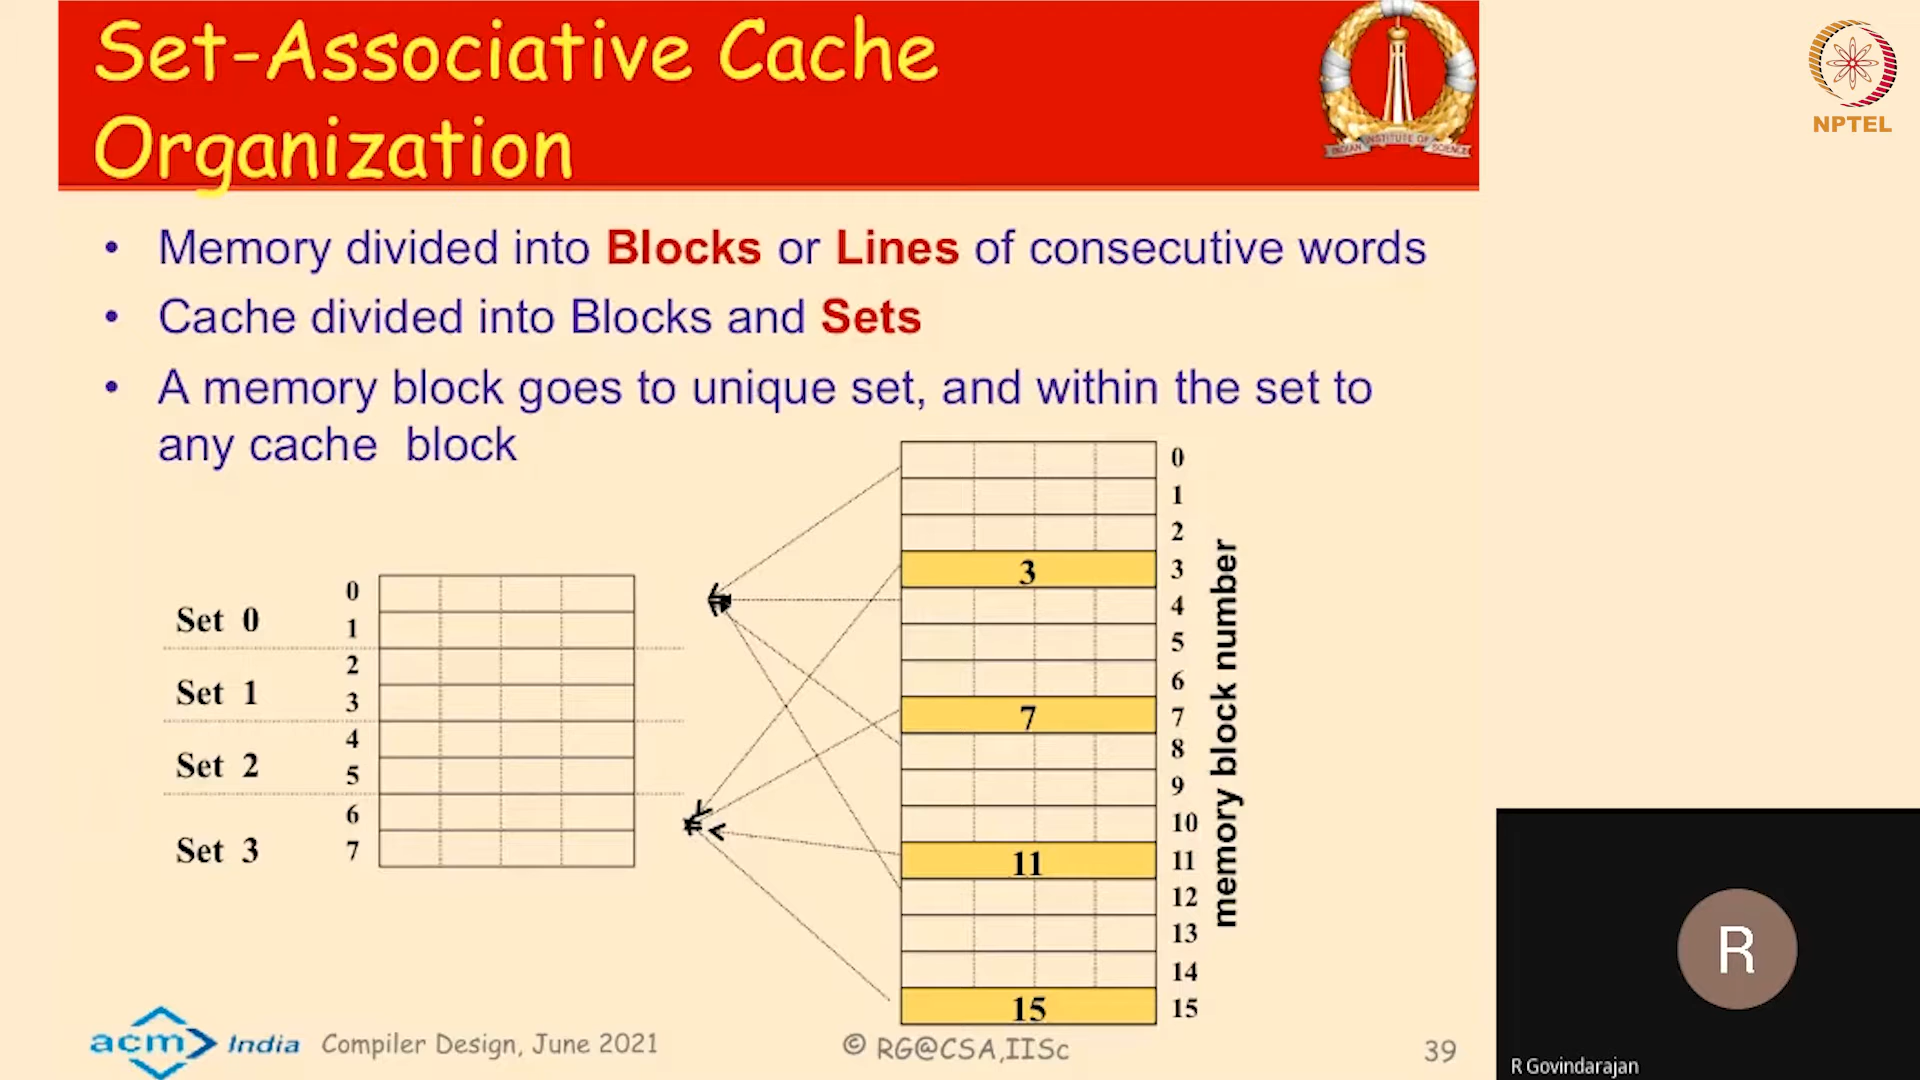 Set-Associative Cache
Organization
INDIAN INSTITUTE OF SCIENCE
NPTEL
• Memory divided into Blocks or Lines of consecutive words
• Cache divided into Blocks and Sets
• A memory block goes to unique set, and within the set to
any cache block
Set 0
Set 1
Set 2
Set 3
0
1
2
3
4
5
6
7
3
7
11
15
0
1
2
3
4
5
6
7
8
9
10
11
12
13
14
15
memory block number
acm India
Compiler Design, June 2021
© RG@CSA,IISc
39
R
R Govindarajan